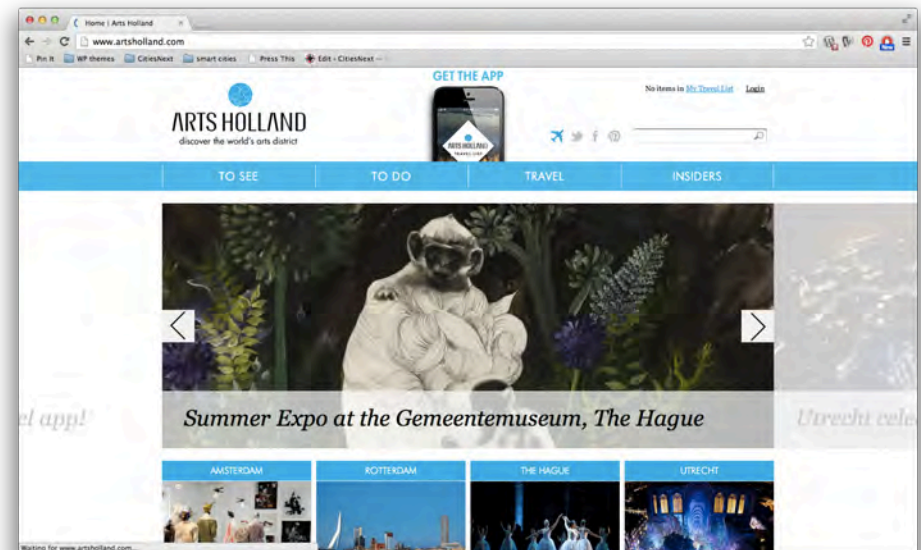 Home | Arts Holland
www.artsholland.com
Pin It WP themes CitiesNext smart cities Press This Edit ‹ CitiesNext —
New
GET THE APP
No items in My Travel List Login
ARTS HOLLAND
discover the world's arts district
ARTS HOLLAND
TRAVEL LIST
TO SEE TO DO TRAVEL INSIDERS
el app!
Summer Expo at the Gemeentemuseum, The Hague
Utrecht cele
AMSTERDAM ROTTERDAM THE HAGUE UTRECHT
Waiting for www.artsholland.com...